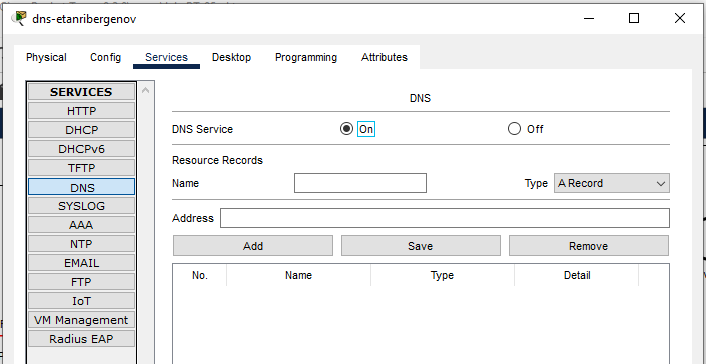 dns-etanribergenov
Physical Config Services Desktop Programming Attributes
SERVICES
HTTP
DHCP
DHCPv6
TFTP
DNS
SYSLOG
AAA
NTP
EMAIL
FTP
IoT
VM Management
Radius EAP
DNS
DNS Service On Off
Resource Records
Name Type A Record
Address
Add Save Remove
No. Name Type Detail